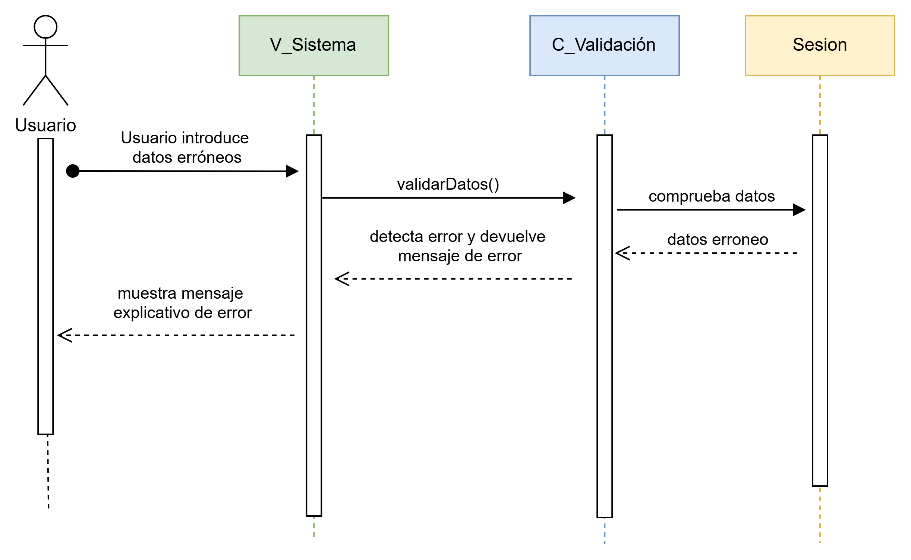 V_Sistema
C_Validación
Sesion
Usuario
Usuario introduce
datos erróneos
validarDatos()
comprueba datos
detecta error y devuelve
mensaje de error
datos erroneo
muestra mensaje
explicativo de error